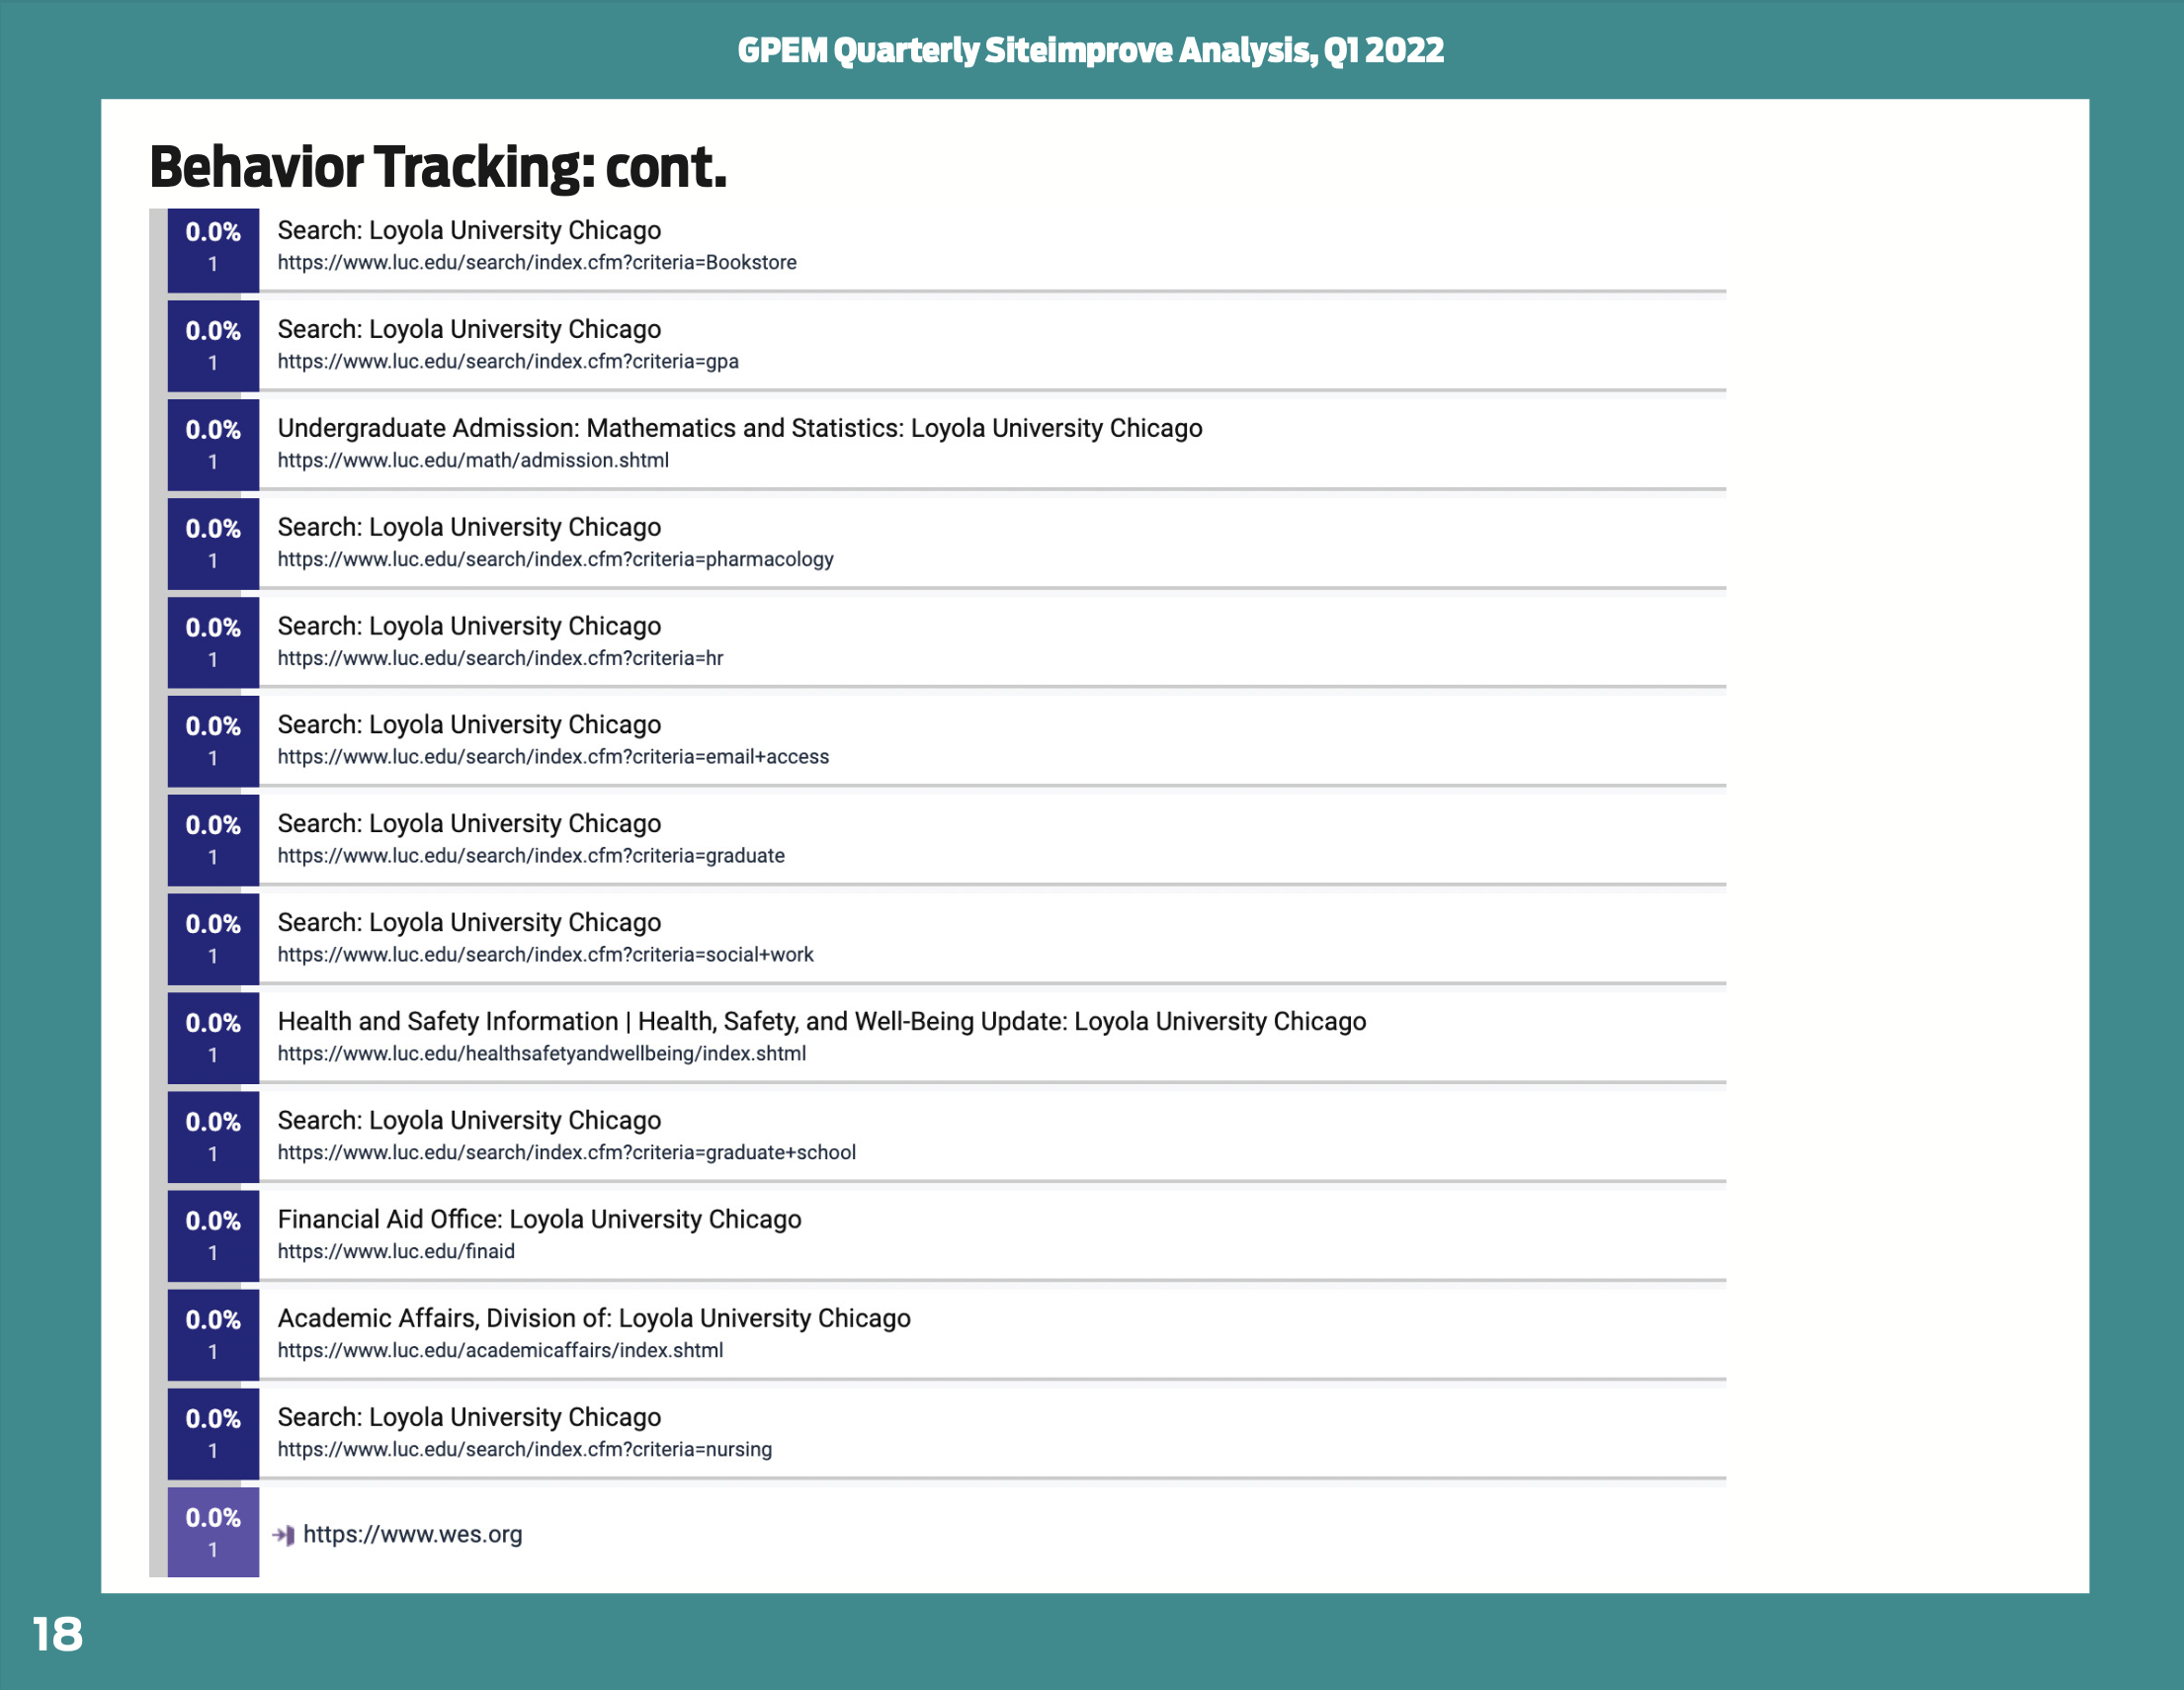 GPEM Quarterly Siteimprove Analysis, Q1 2022
Behavior Tracking: cont.
0.0%
1
Search: Loyola University Chicago
https://www.luc.edu/search/index.cfm?criteria=Bookstore
0.0%
1
Search: Loyola University Chicago
https://www.luc.edu/search/index.cfm?criteria=gpa
0.0%
1
Undergraduate Admission: Mathematics and Statistics: Loyola University Chicago
https://www.luc.edu/math/admission.shtml
0.0%
1
Search: Loyola University Chicago
https://www.luc.edu/search/index.cfm?criteria=pharmacology
0.0%
1
Search: Loyola University Chicago
https://www.luc.edu/search/index.cfm?criteria=hr
0.0%
1
Search: Loyola University Chicago
https://www.luc.edu/search/index.cfm?criteria=email+access
0.0%
1
Search: Loyola University Chicago
https://www.luc.edu/search/index.cfm?criteria=graduate
0.0%
1
Search: Loyola University Chicago
https://www.luc.edu/search/index.cfm?criteria=social+work
0.0%
1
Health and Safety Information | Health, Safety, and Well-Being Update: Loyola University Chicago
https://www.luc.edu/healthsafetyandwellbeing/index.shtml
0.0%
1
Search: Loyola University Chicago
https://www.luc.edu/search/index.cfm?criteria=graduate+school
0.0%
1
Financial Aid Office: Loyola University Chicago
https://www.luc.edu/finaid
0.0%
1
Academic Affairs, Division of: Loyola University Chicago
https://www.luc.edu/academicaffairs/index.shtml
0.0%
1
Search: Loyola University Chicago
https://www.luc.edu/search/index.cfm?criteria=nursing
0.0%
1
https://www.wes.org
18